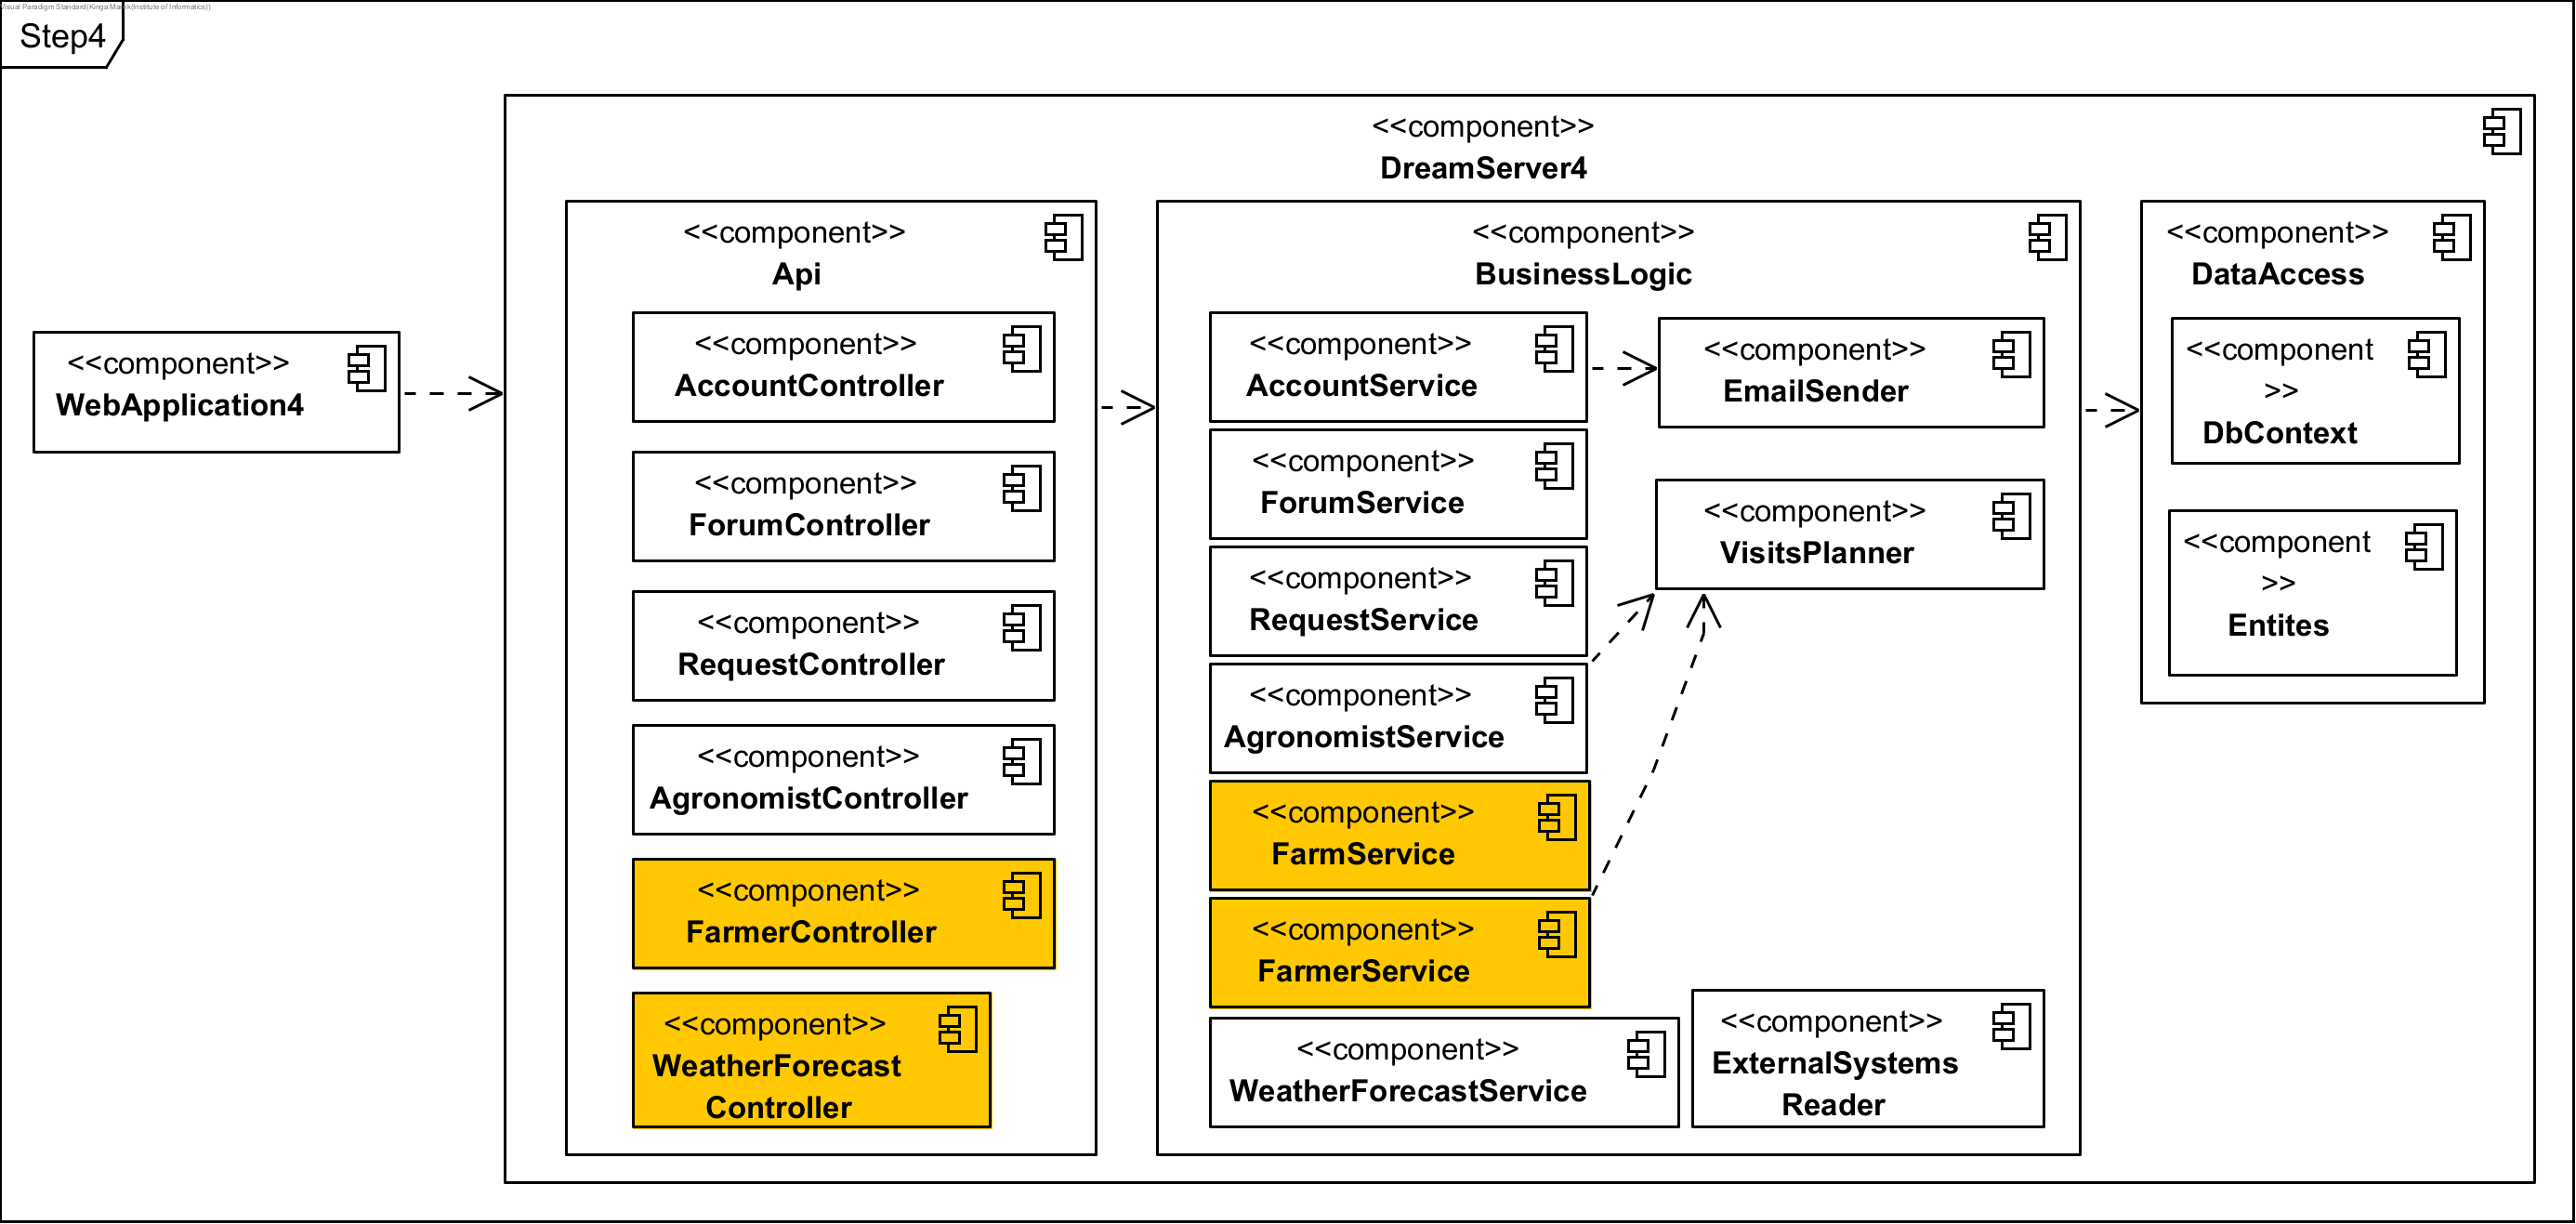 Visual Paradigm Standard(Kinga Marek(Institute of Informatics))
Step4
<<component>>
DreamServer4
<<component>>
WebApplication4
<<component>>
Api
<<component>>
AccountController
<<component>>
ForumController
<<component>>
RequestController
<<component>>
AgronomistController
<<component>>
FarmerController
<<component>>
WeatherForecast
Controller
<<component>>
BusinessLogic
<<component>>
AccountService
<<component>>
ForumService
<<component>>
RequestService
<<component>>
AgronomistService
<<component>>
FarmService
<<component>>
FarmerService
<<component>>
WeatherForecastService
<<component>>
EmailSender
<<component>>
VisitsPlanner
<<component>>
ExternalSystems
Reader
<<component>>
DataAccess
<<component
>>
DbContext
<<component
>>
Entites